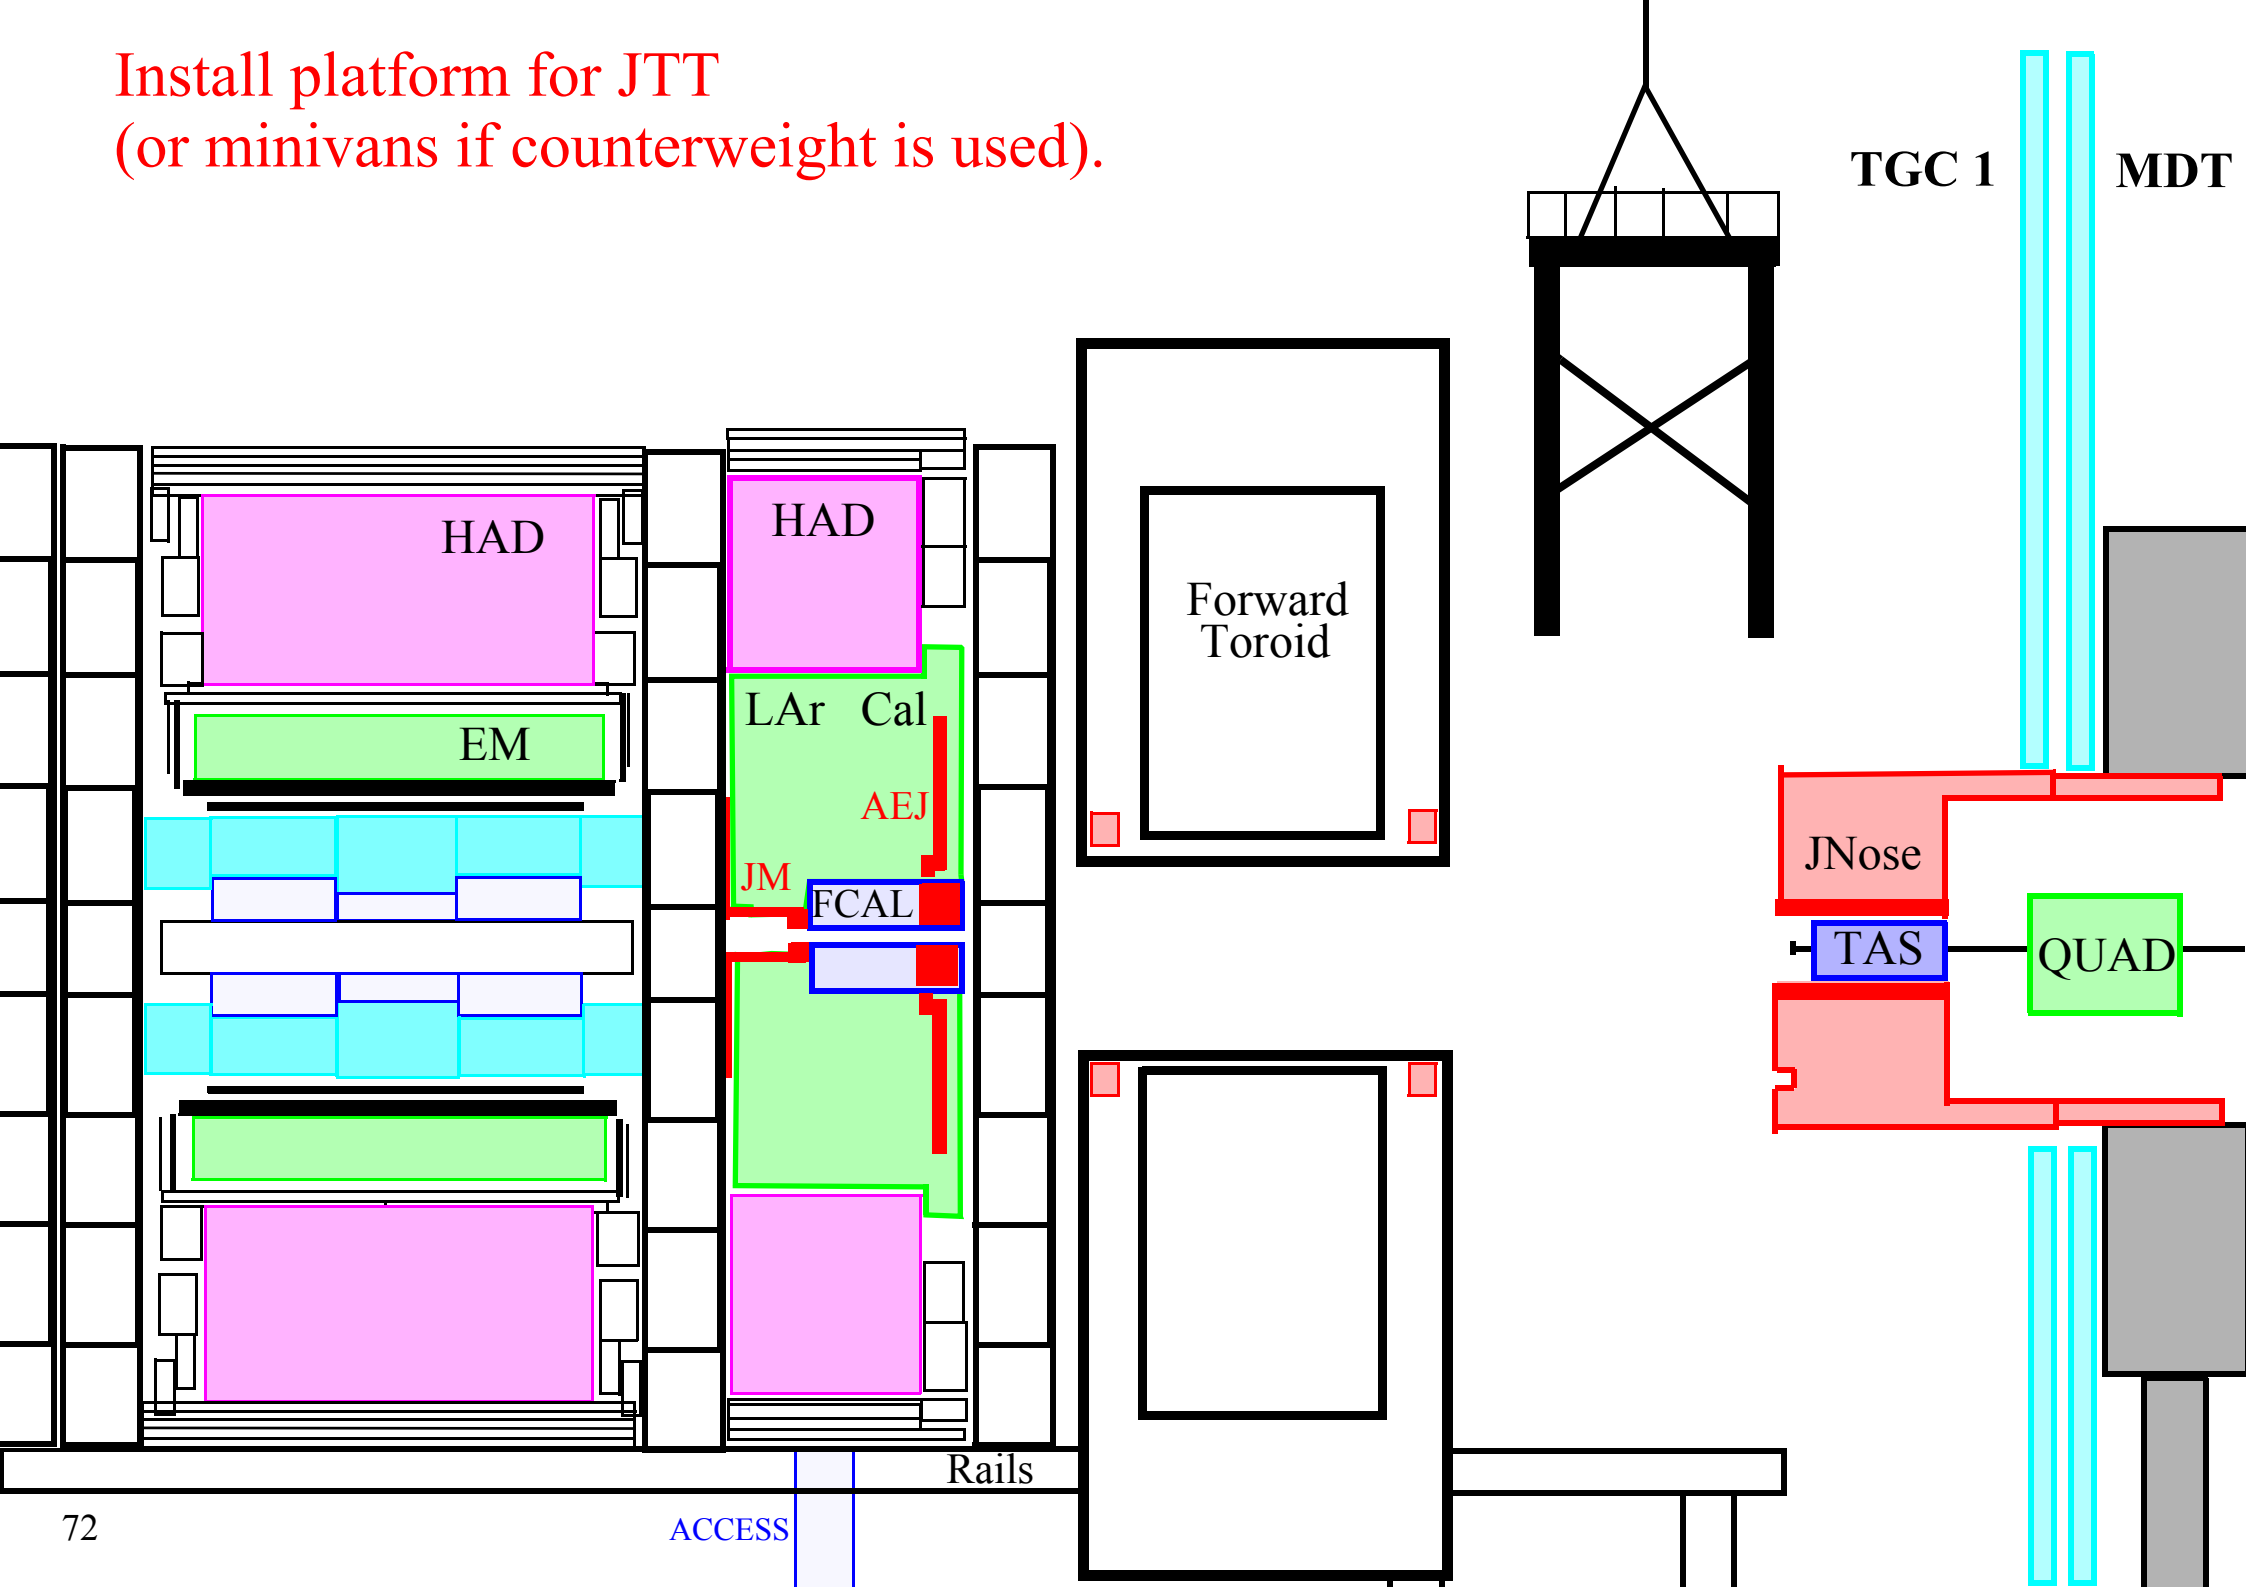 Install platform for JTT
(or minivans if counterweight is used).
TGC 1
MDT
HAD
HAD
Forward
Toroid
LAr Cal
EM
AEJ
JM
FCAL
JNose
TAS
QUAD
Rails
72
ACCESS